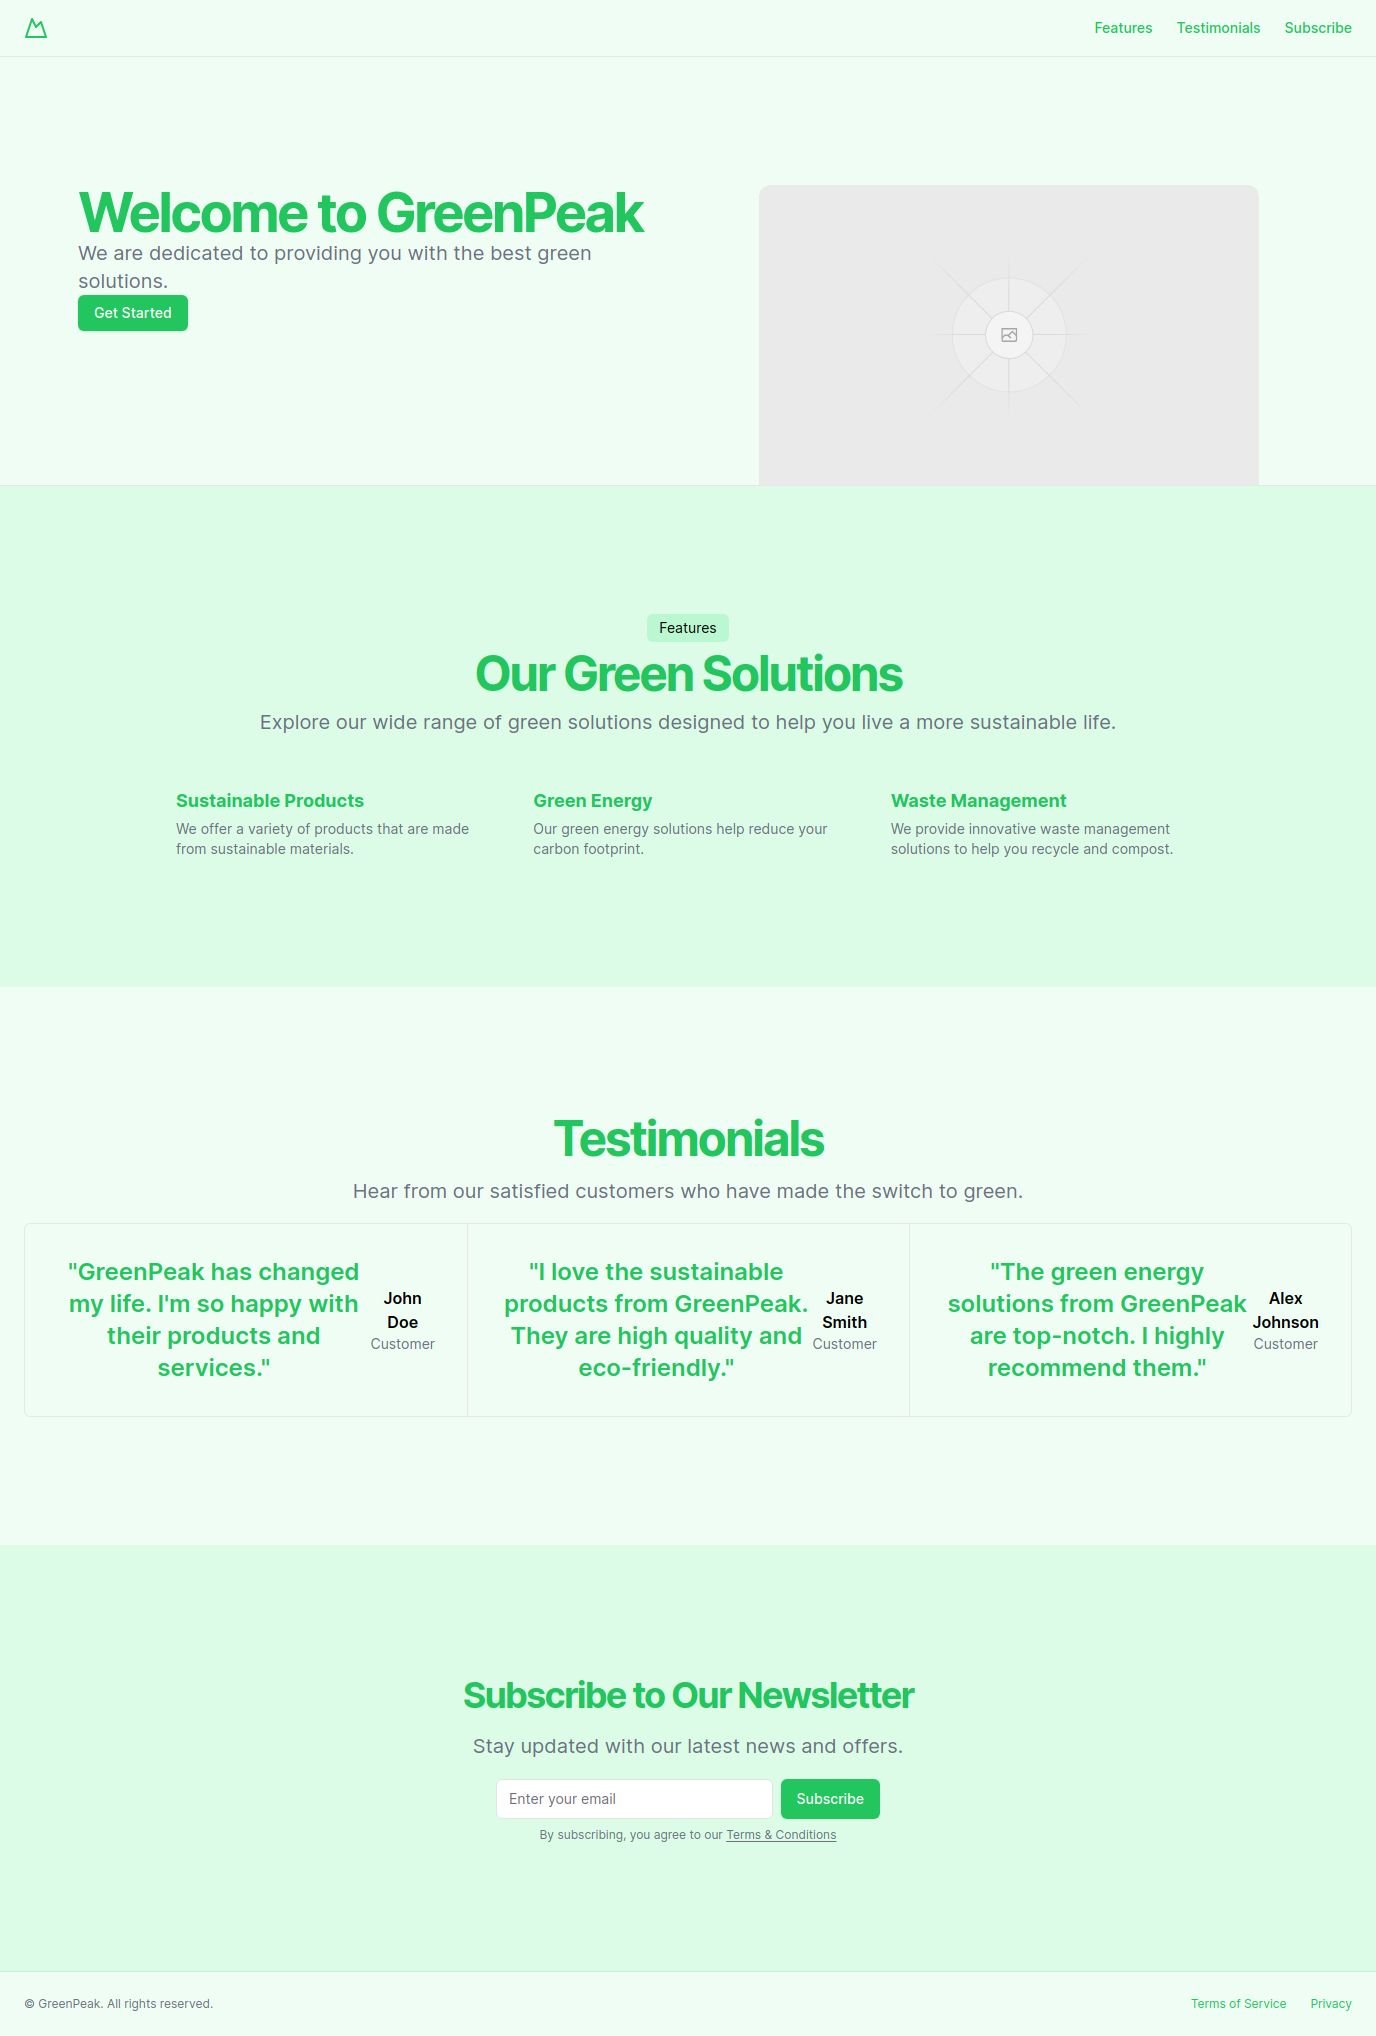 Features
Testimonials
Subscribe
Welcome to GreenPeak
We are dedicated to providing you with the best green
solutions.
Get Started
Features
Our Green Solutions
Explore our wide range of green solutions designed to help you live a more sustainable life.
Sustainable Products
We offer a variety of products that are made
from sustainable materials.
Green Energy
Our green energy solutions help reduce your
carbon footprint.
Waste Management
We provide innovative waste management
solutions to help you recycle and compost.
Testimonials
Hear from our satisfied customers who have made the switch to green.
"GreenPeak has changed
my life. I'm so happy with
their products and
services."
John
Doe
Customer
"I love the sustainable
products from GreenPeak.
They are high quality and
eco-friendly."
Jane
Smith
Customer
"The green energy
solutions from GreenPeak
are top-notch. I highly
recommend them."
Alex
Johnson
Customer
Subscribe to Our Newsletter
Stay updated with our latest news and offers.
Enter your email
Subscribe
By subscribing, you agree to our Terms & Conditions
© GreenPeak. All rights reserved.
Terms of Service
Privacy